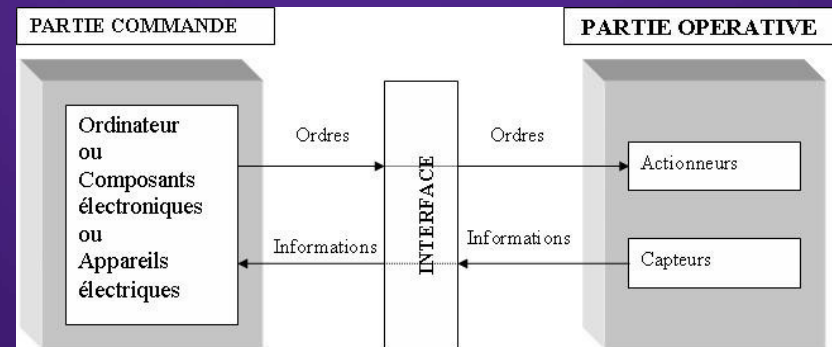 PARTIE COMMANDE
PARTIE OPERATIVE
Ordinateur
ou
Composants
électroniques
ou
Appareils
électriques
Ordres
Informations
INTERFACE
Ordres
Informations
Actionneurs
Capteurs